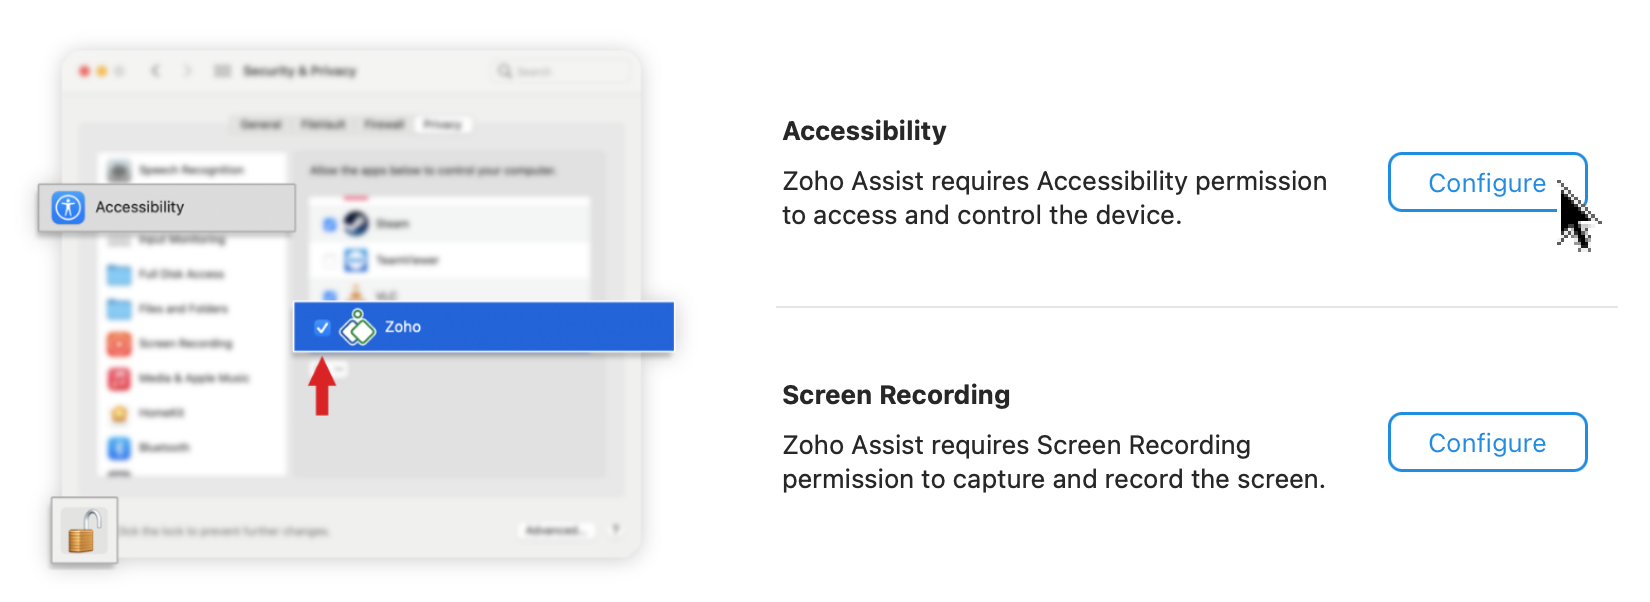 Security & Privacy
Search
General FileVault Firewall Privacy
Speech Recognition
Accessibility
Input Monitoring
Full Disk Access
Files and Folders
Screen Recording
Media & Apple Music
HomeKit
Bluetooth
Allow the apps below to control your computer.
Steam
TeamViewer
VLC
Zoho
Click the lock to prevent further changes.
Advanced...
?
Accessibility
Zoho Assist requires Accessibility permission
to access and control the device.
Configure
Screen Recording
Zoho Assist requires Screen Recording
permission to capture and record the screen.
Configure